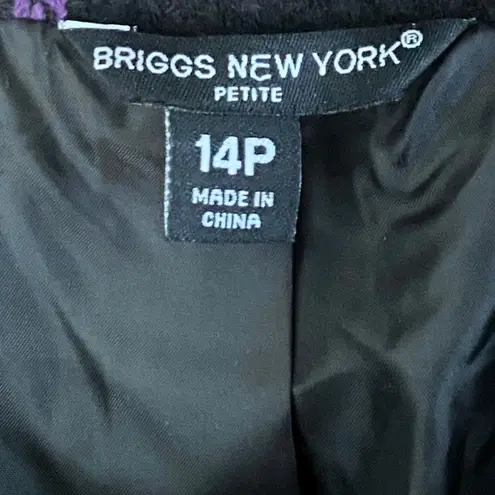 BRIGGS NEW YORK®
PETITE
14P
MADE IN
CHINA